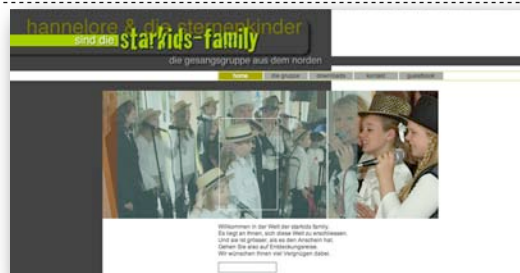 hannelore & die sternenkinder
sind die starkids-family
die gesangsgruppe aus dem norden
home die gruppe downloads kontakt guestbook
Willkommen in der Welt der starkids family.
Es liegt an Ihnen, sich diese Welt zu erschliessen.
Und sie ist grösser, als es den Anschein hat.
Gehen Sie also auf Entdeckungsreise.
Wir wünschen Ihnen viel Vergnügen dabei.